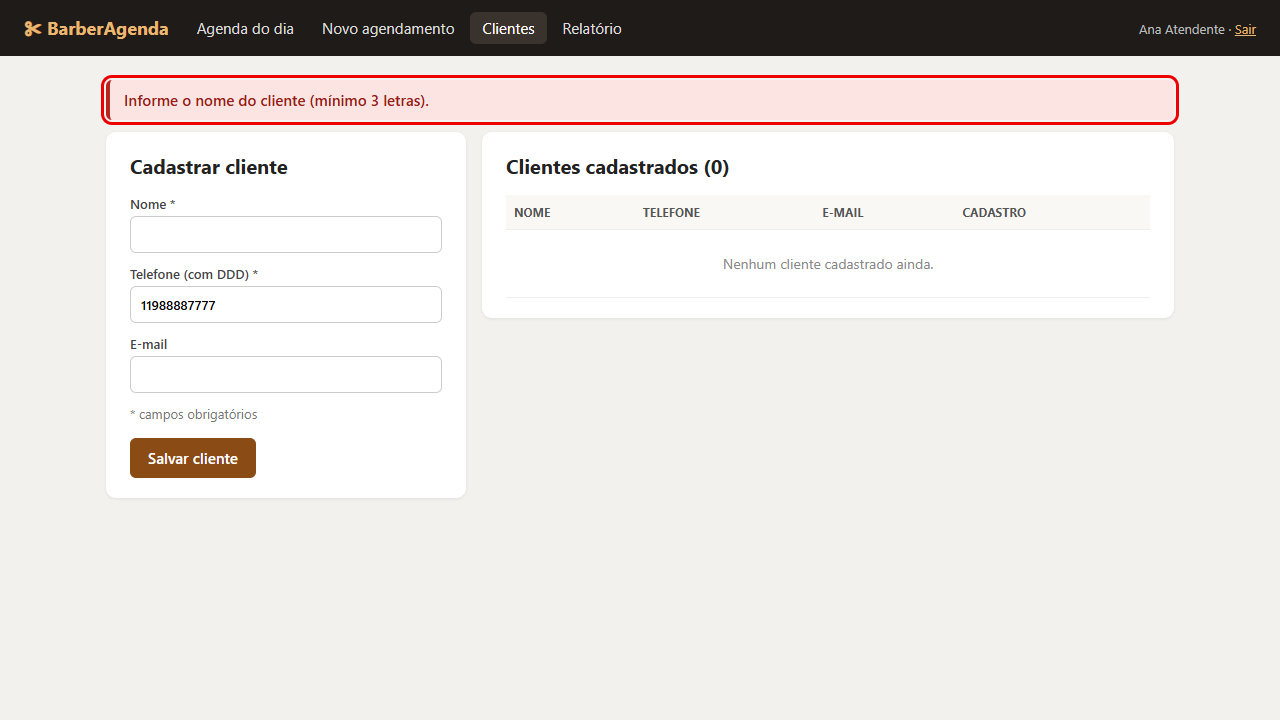 BarberAgenda Agenda do dia Novo agendamento Clientes Relatório Ana Atendente · Sair
Informe o nome do cliente (mínimo 3 letras).
Cadastrar cliente
Nome *
Telefone (com DDD) *
11988887777
E-mail
* campos obrigatórios
Salvar cliente
Clientes cadastrados (0)
NOME TELEFONE E-MAIL CADASTRO
Nenhum cliente cadastrado ainda.